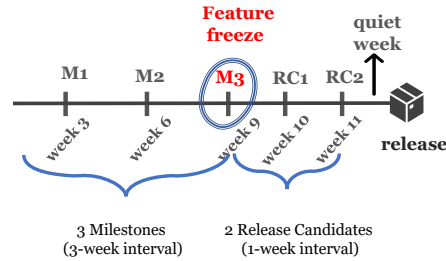 Feature
freeze
quiet
week
M1
M2
M3
RC1
RC2
week 3
week 6
week 9
week 10
week 11
release
3 Milestones
(3-week interval)
2 Release Candidates
(1-week interval)